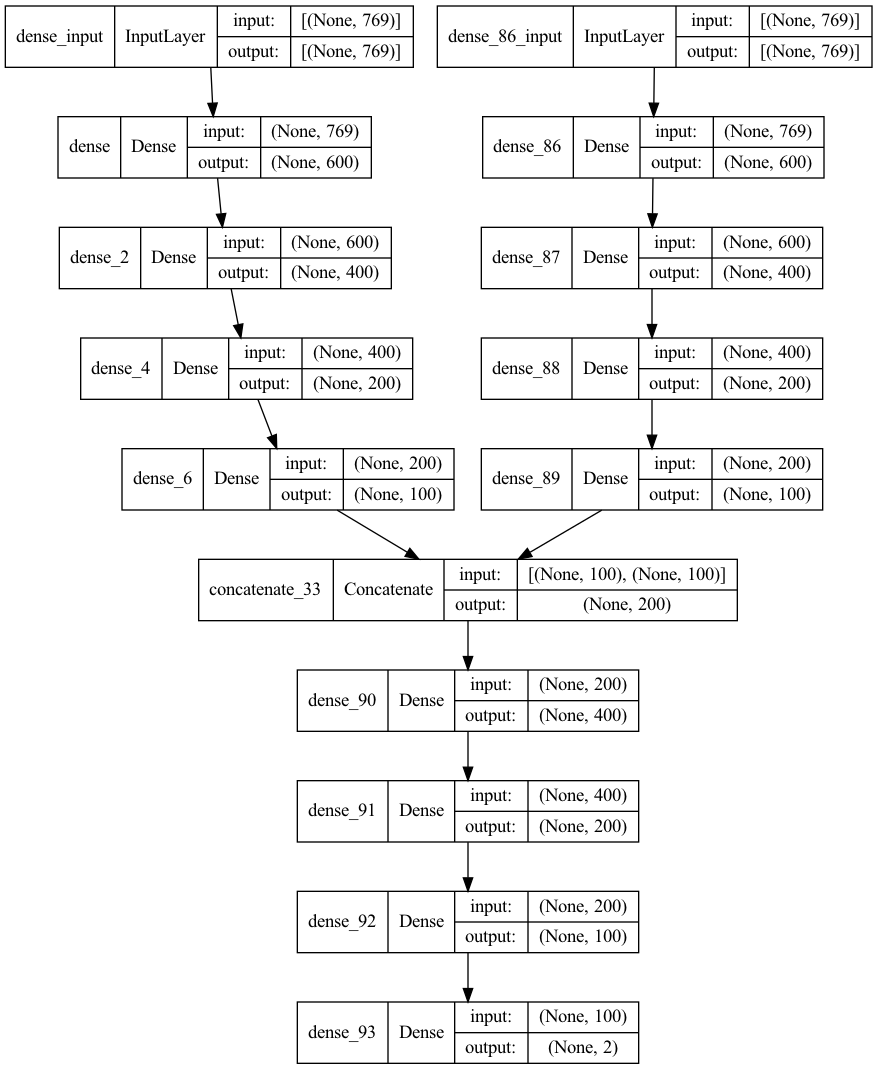 dense_input InputLayer input: [(None, 769)] output: [(None, 769)]
dense_86_input InputLayer input: [(None, 769)] output: [(None, 769)]
dense Dense input: (None, 769) output: (None, 600)
dense_86 Dense input: (None, 769) output: (None, 600)
dense_2 Dense input: (None, 600) output: (None, 400)
dense_87 Dense input: (None, 600) output: (None, 400)
dense_4 Dense input: (None, 400) output: (None, 200)
dense_88 Dense input: (None, 400) output: (None, 200)
dense_6 Dense input: (None, 200) output: (None, 100)
dense_89 Dense input: (None, 200) output: (None, 100)
concatenate_33 Concatenate input: [(None, 100), (None, 100)] output: (None, 200)
dense_90 Dense input: (None, 200) output: (None, 400)
dense_91 Dense input: (None, 400) output: (None, 200)
dense_92 Dense input: (None, 200) output: (None, 100)
dense_93 Dense input: (None, 100) output: (None, 2)